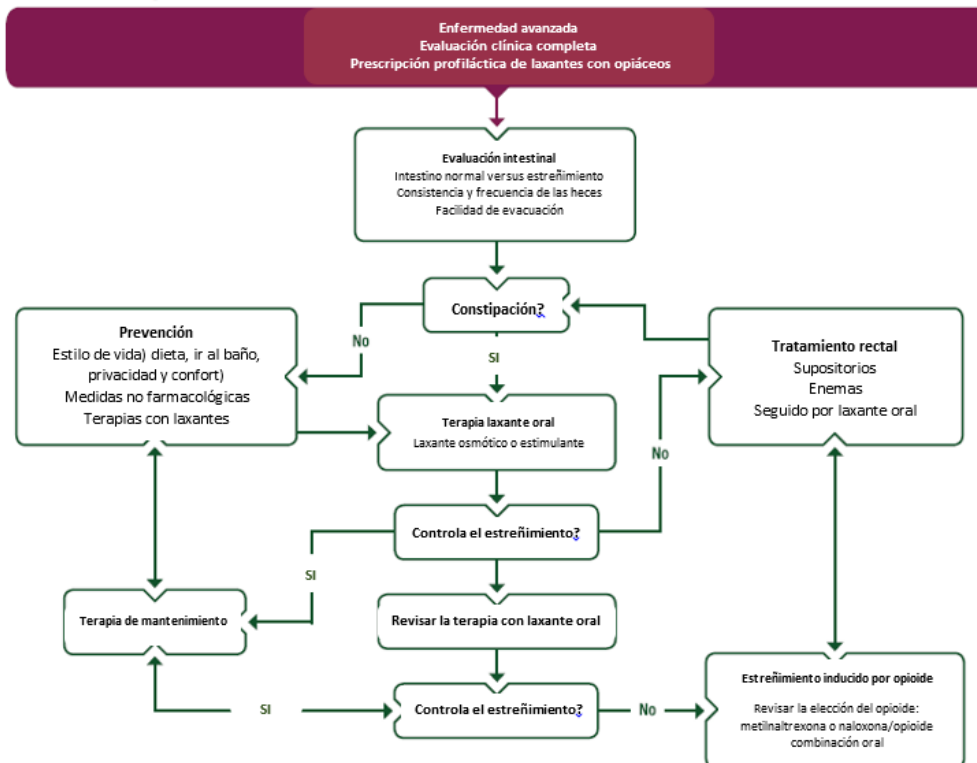 Enfermedad avanzada
Evaluación clínica completa
Prescripción profiláctica de laxantes con opiáceos
Evaluación intestinal
Intestino normal versus estreñimiento
Consistencia y frecuencia de las heces
Facilidad de evacuación
Constipación?
No
SI
Prevención
Estilo de vida) dieta, ir al baño,
privacidad y confort)
Medidas no farmacológicas
Terapias con laxantes
Tratamiento rectal
Supositorios
Enemas
Seguido por laxante oral
Terapia laxante oral
Laxante osmótico o estimulante
No
Controla el estreñimiento?
SI
Terapia de mantenimiento
Revisar la terapia con laxante oral
SI
Controla el estreñimiento?
No
Estreñimiento inducido por opioide
Revisar la elección del opioide:
metilnaltrexona o naloxona/opioide
combinación oral